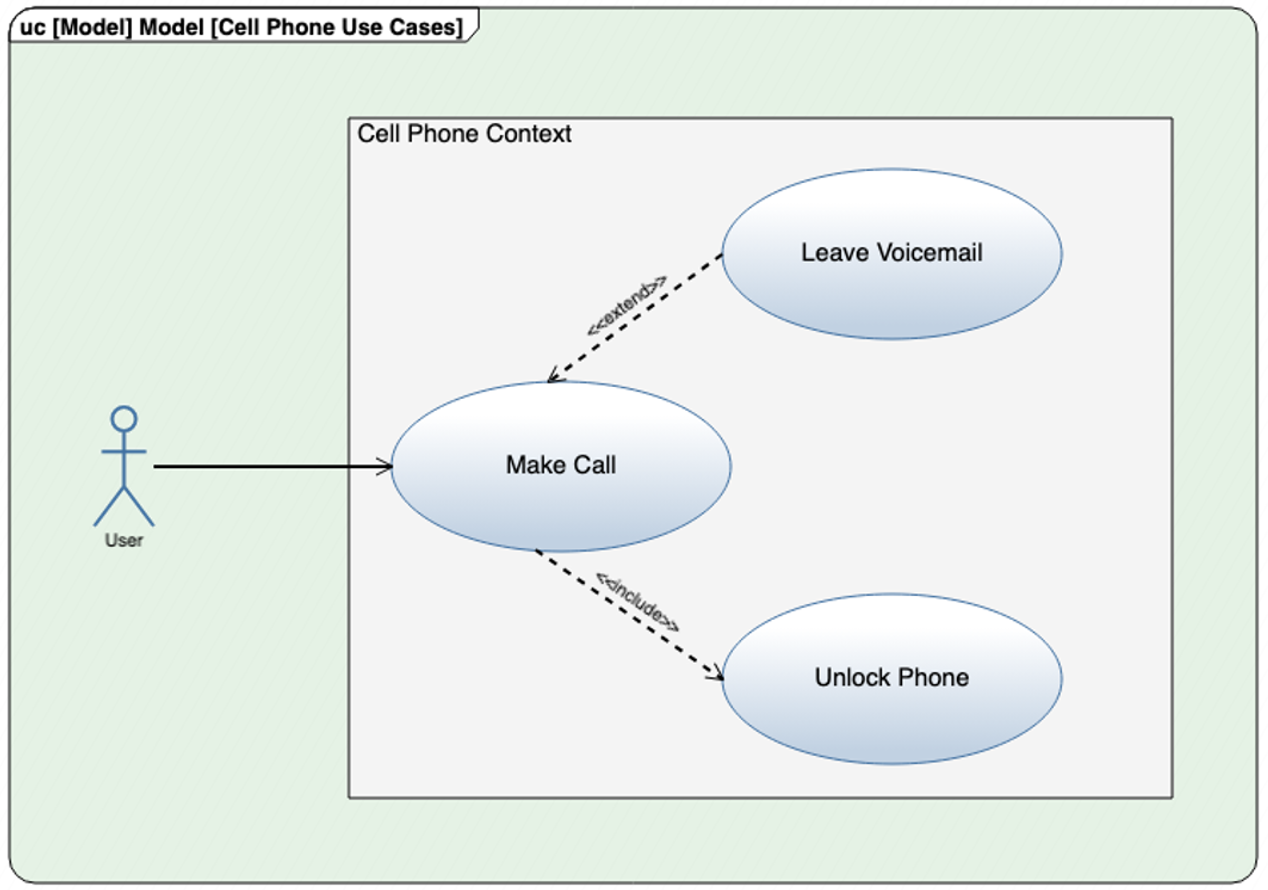 uc [Model] Model [Cell Phone Use Cases]
Cell Phone Context
Leave Voicemail
<<extend>>
Make Call
User
<<include>>
Unlock Phone